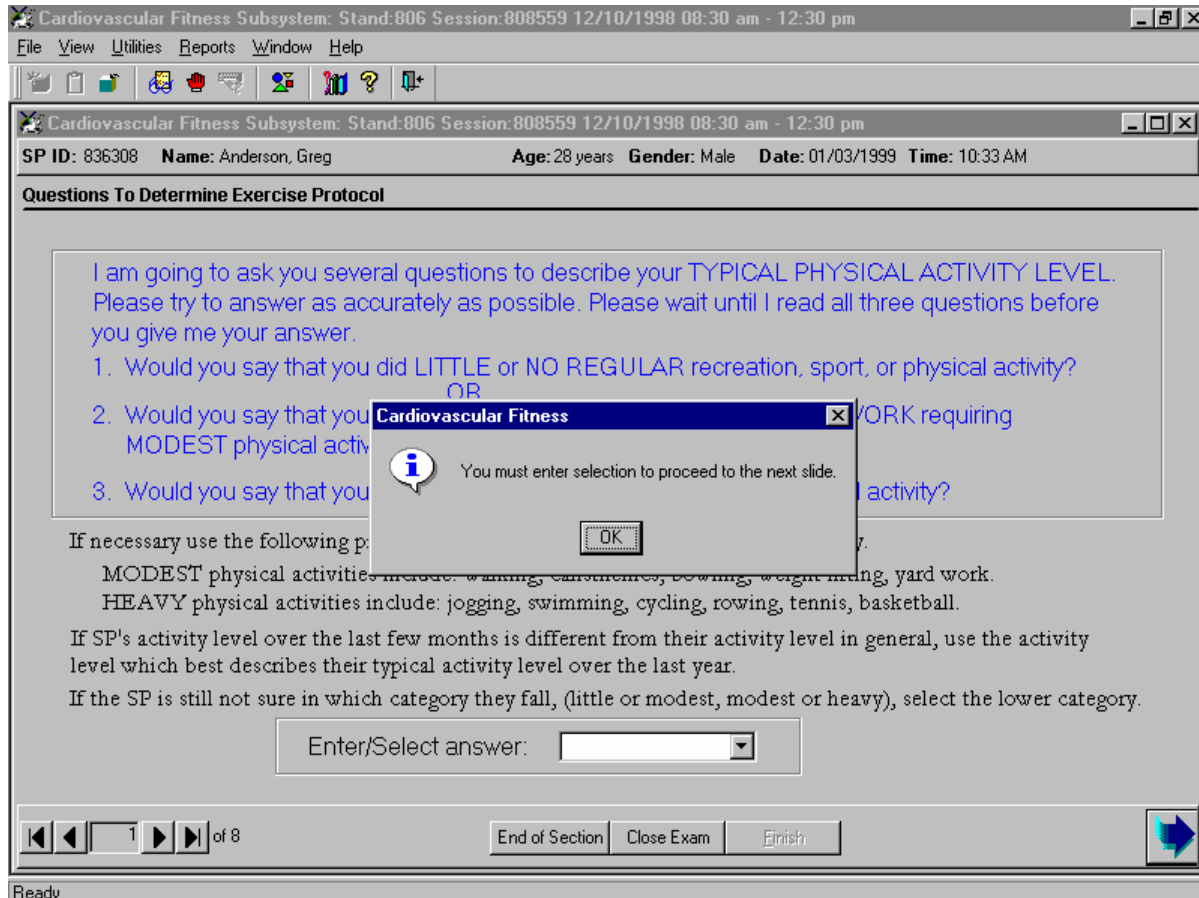 Cardiovascular Fitness Subsystem: Stand:806 Session:808559 12/10/1998 08:30 am - 12:30 pm
File View Utilities Reports Window Help
Cardiovascular Fitness Subsystem: Stand:806 Session:808559 12/10/1998 08:30 am - 12:30 pm
SP ID: 836308 Name: Anderson, Greg Age: 28 years Gender: Male Date: 01/03/1999 Time: 10:33 AM
Questions To Determine Exercise Protocol
I am going to ask you several questions to describe your TYPICAL PHYSICAL ACTIVITY LEVEL.
Please try to answer as accurately as possible. Please wait until I read all three questions before
you give me your answer.
1. Would you say that you did LITTLE or NO REGULAR recreation, sport, or physical activity?
OR
2. Would you say that you WORK requiring
MODEST physical
3. Would you say that you activity?
Cardiovascular Fitness
You must enter selection to proceed to the next slide.
OK
If necessary use the following
MODEST physical activities include: walking, calisthenics, bowling, weight lifting, yard work.
HEAVY physical activities include: jogging, swimming, cycling, rowing, tennis, basketball.
If SP's activity level over the last few months is different from their activity level in general, use the activity
level which best describes their typical activity level over the last year.
If the SP is still not sure in which category they fall, (little or modest, modest or heavy), select the lower category.
Enter/Select answer:
1 of 8
End of Section Close Exam Finish
Ready